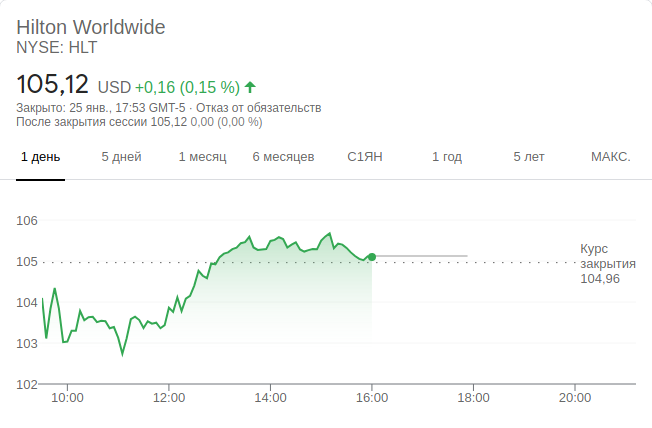 Hilton Worldwide
NYSE: HLT
105,12 USD +0,16 (0,15 %)
Закрыто: 25 янв., 17:53 GMT-5 · Отказ от обязательств
После закрытия сессии 105,12 0,00 (0,00 %)
1 день 5 дней 1 месяц 6 месяцев С1ЯН 1 год 5 лет МАКС.
106
105
104
103
102
Курс
закрытия
104,96
10:00 12:00 14:00 16:00 18:00 20:00